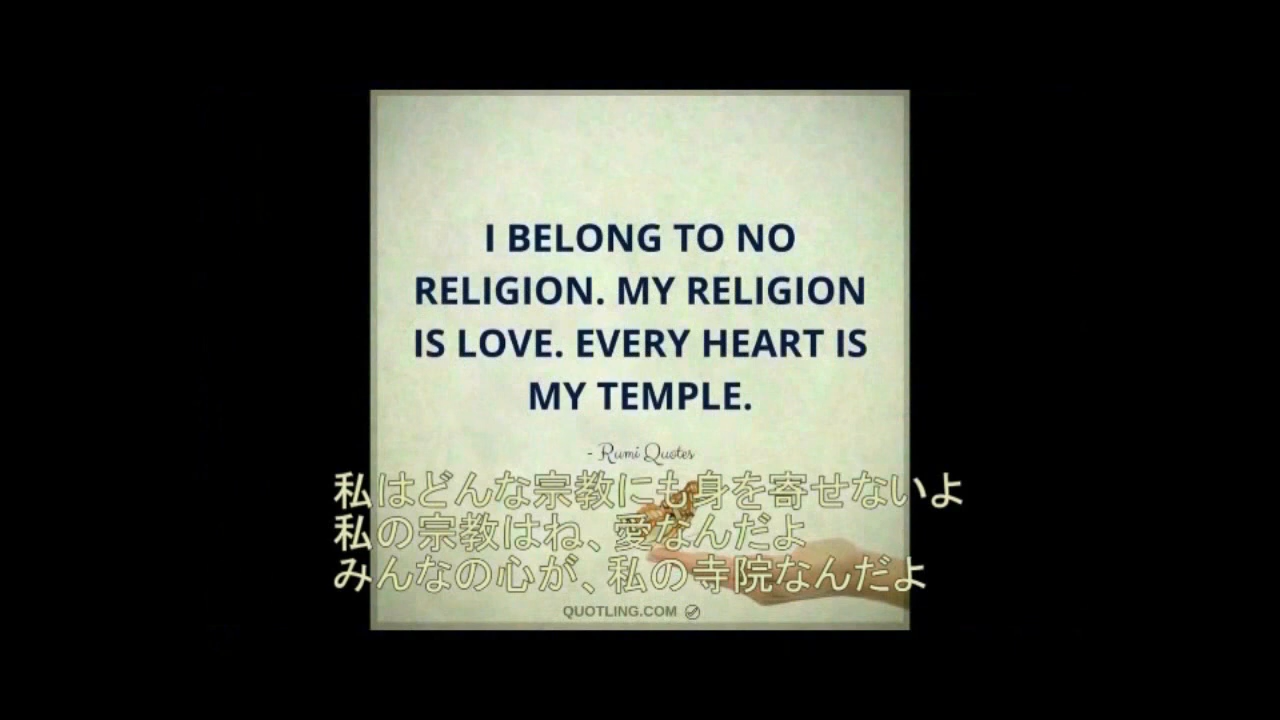 I BELONG TO NO
RELIGION. MY RELIGION
IS LOVE. EVERY HEART IS
MY TEMPLE.
- Rumi Quotes
私はどんな宗教にも身を寄せないよ
私の宗教はね、愛なんだよ
みんなの心が、私の寺院なんだよ
QUOTLING.COM